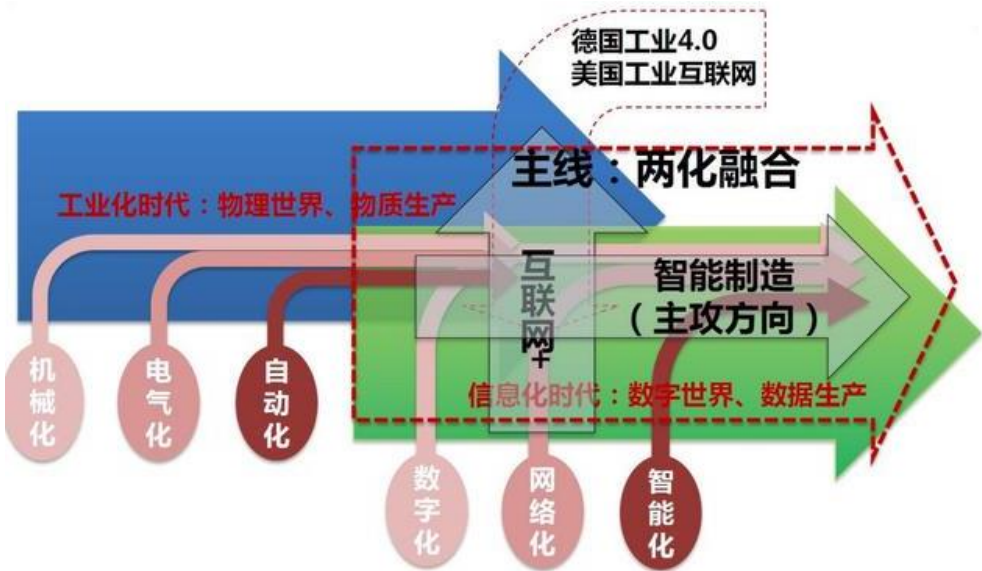 德国工业4.0
美国工业互联网
主线：两化融合
工业化时代：物理世界、物质生产
互联网+
智能制造
（主攻方向）
信息化时代：数字世界、数据生产
机械化
电气化
自动化
数字化
网络化
智能化